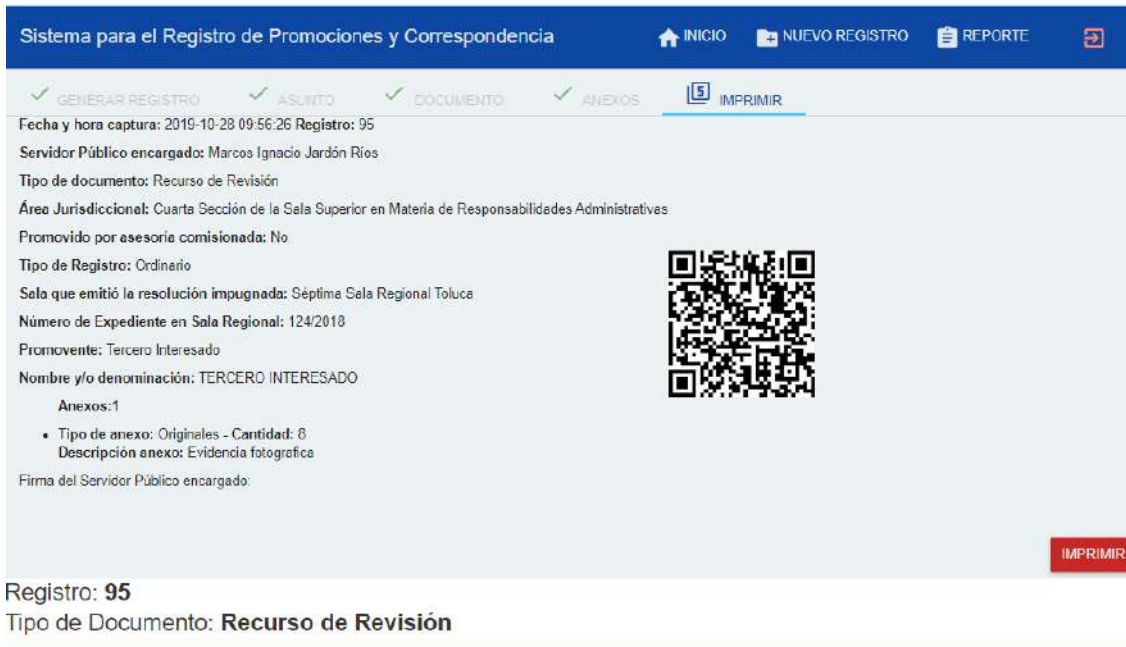 Sistema para el Registro de Promociones y Correspondencia INICIO NUEVO REGISTRO REPORTE
GENERAR REGISTRO ASUNTO DOCUMENTO ANEXOS 5 IMPRIMIR
Fecha y hora captura: 2019-10-28 09:56:26 Registro: 95
Servidor Público encargado: Marcos Ignacio Jardón Ríos
Tipo de documento: Recurso de Revisión
Área Jurisdiccional: Cuarta Sección de la Sala Superior en Materia de Responsabilidades Administrativas
Promovido por asesoría comisionada: No
Tipo de Registro: Ordinario
Sala que emitió la resolución impugnada: Séptima Sala Regional Toluca
Número de Expediente en Sala Regional: 124/2018
Promovente: Tercero Interesado
Nombre y/o denominación: TERCERO INTERESADO
Anexos:1
• Tipo de anexo: Originales - Cantidad: 8
Descripción anexo: Evidencia fotografica
Firma del Servidor Público encargado:
IMPRIMIR
Registro: 95
Tipo de Documento: Recurso de Revisión